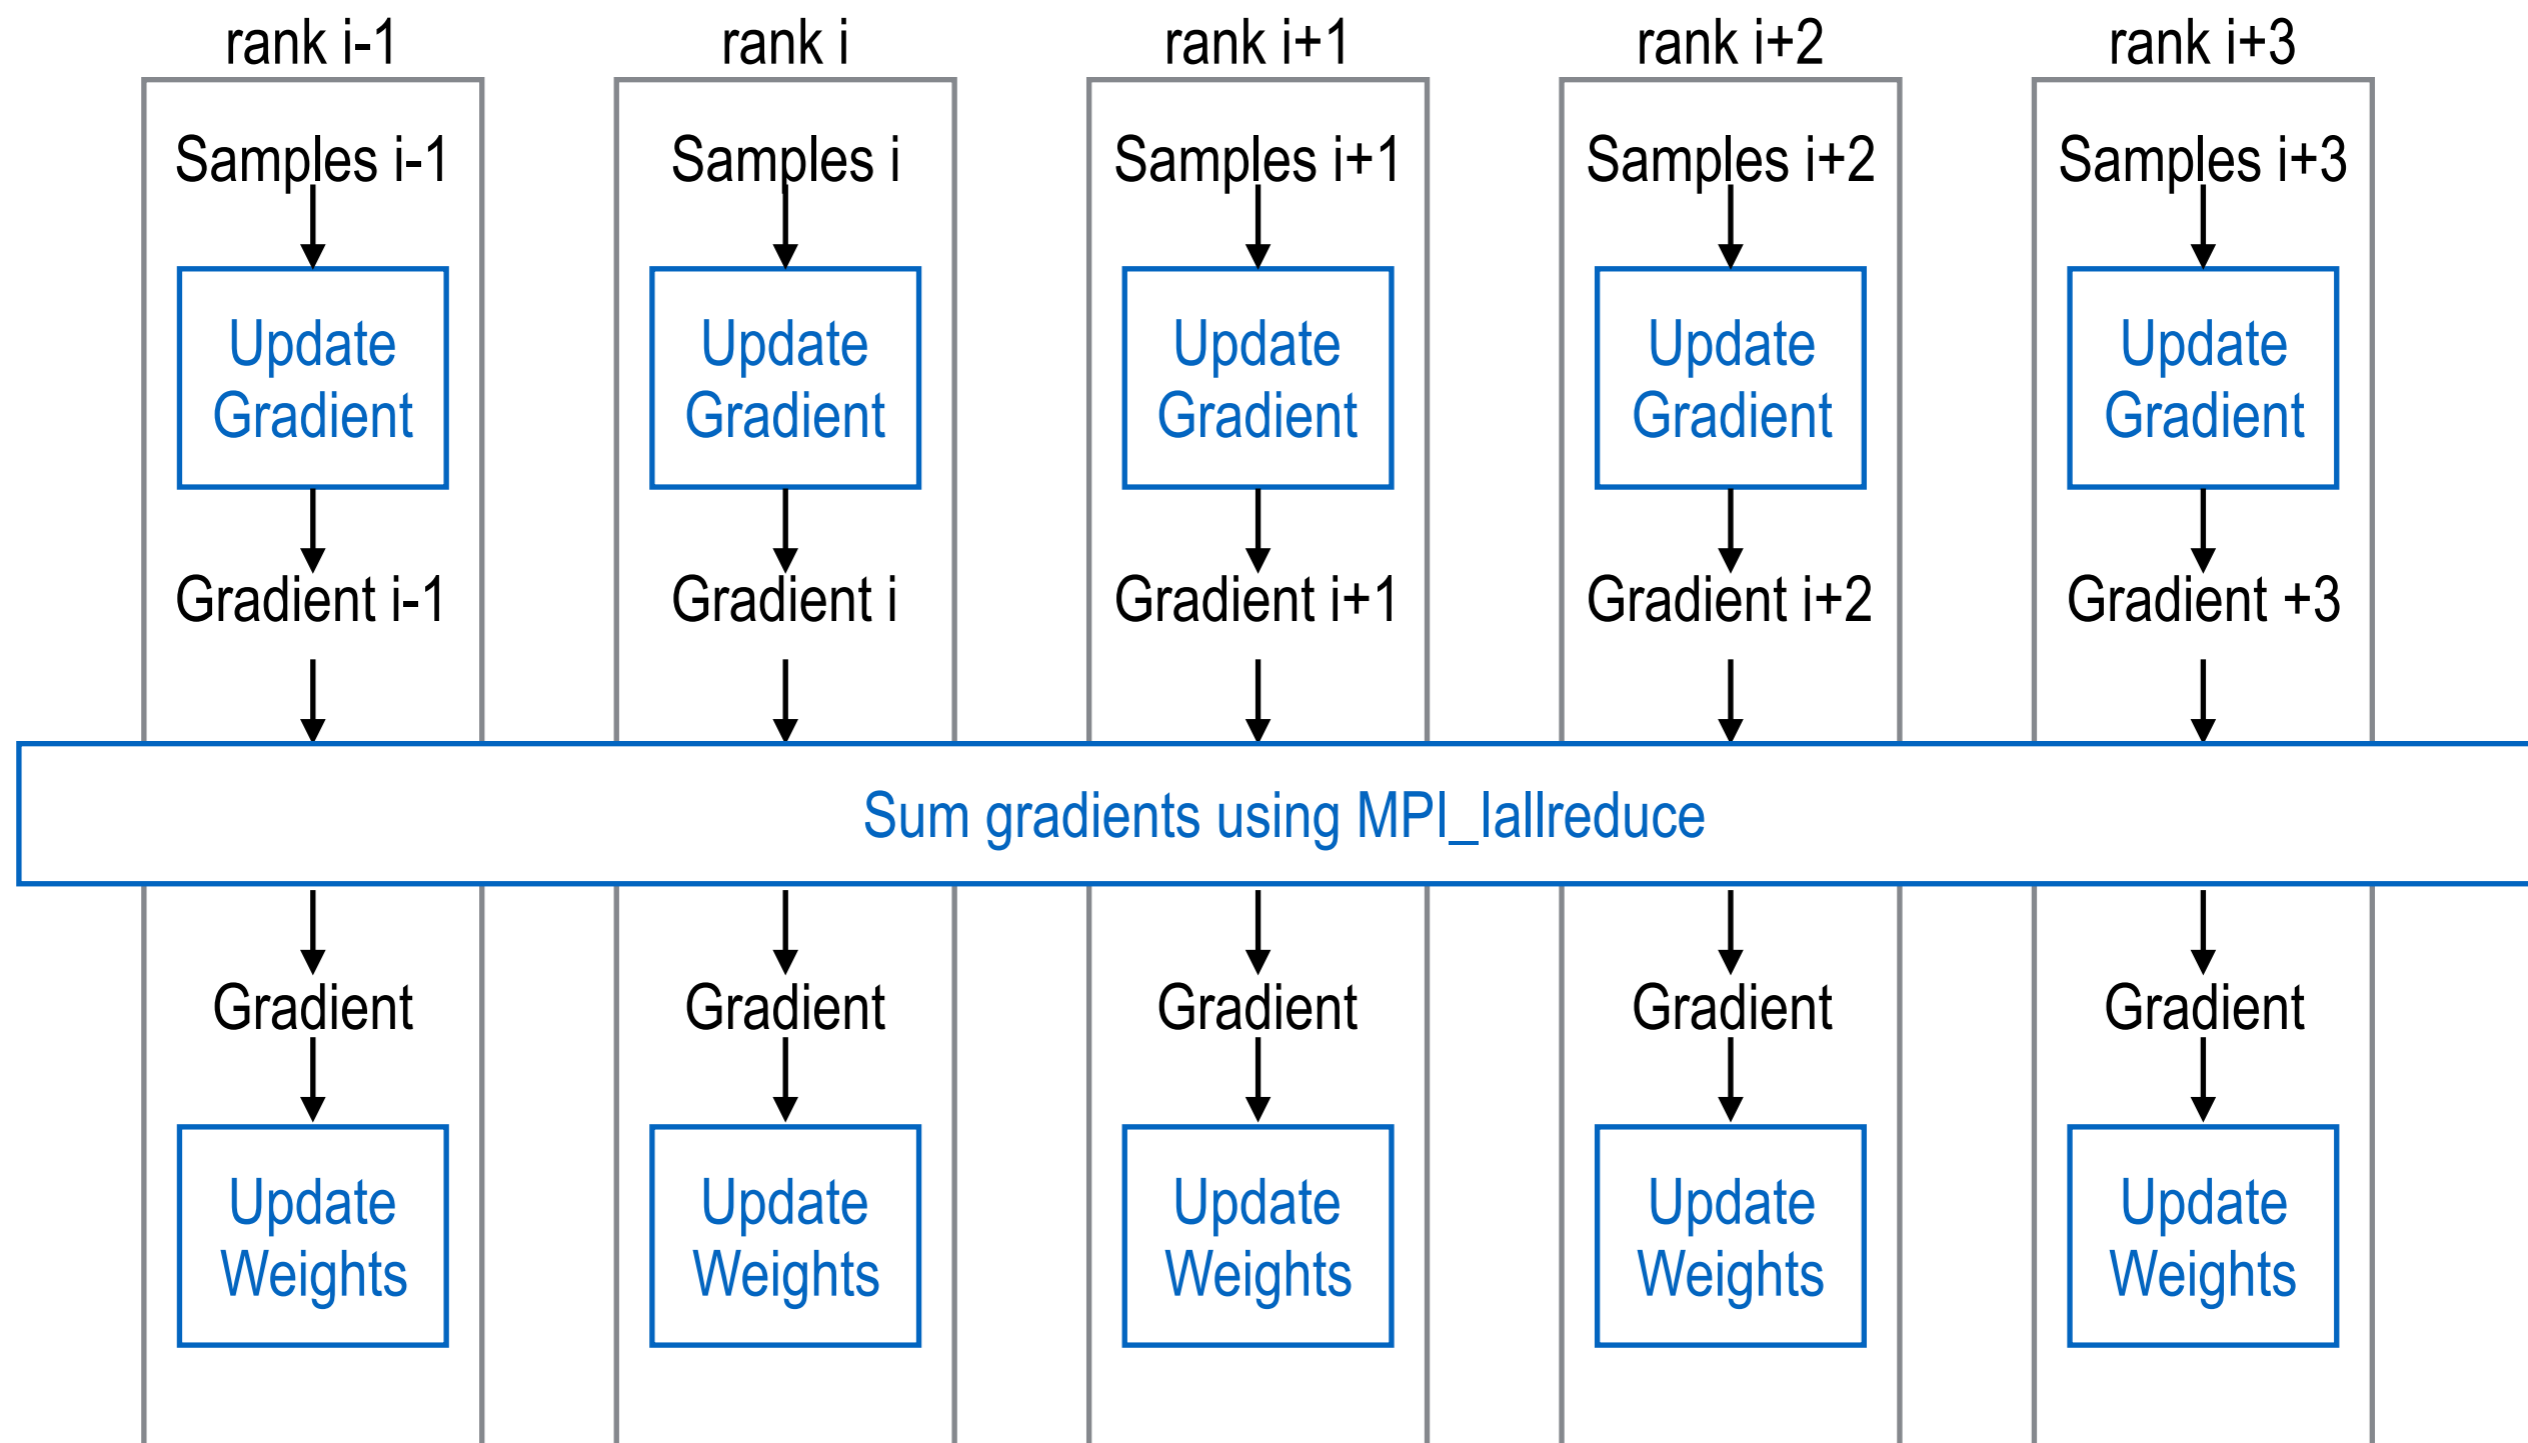 rank i-1 rank i rank i+1 rank i+2 rank i+3
Samples i-1 Samples i Samples i+1 Samples i+2 Samples i+3
Update Update Update Update Update
Gradient Gradient Gradient Gradient Gradient
Gradient i-1 Gradient i Gradient i+1 Gradient i+2 Gradient +3
Sum gradients using MPI_Iallreduce
Gradient Gradient Gradient Gradient Gradient
Update Update Update Update Update
Weights Weights Weights Weights Weights